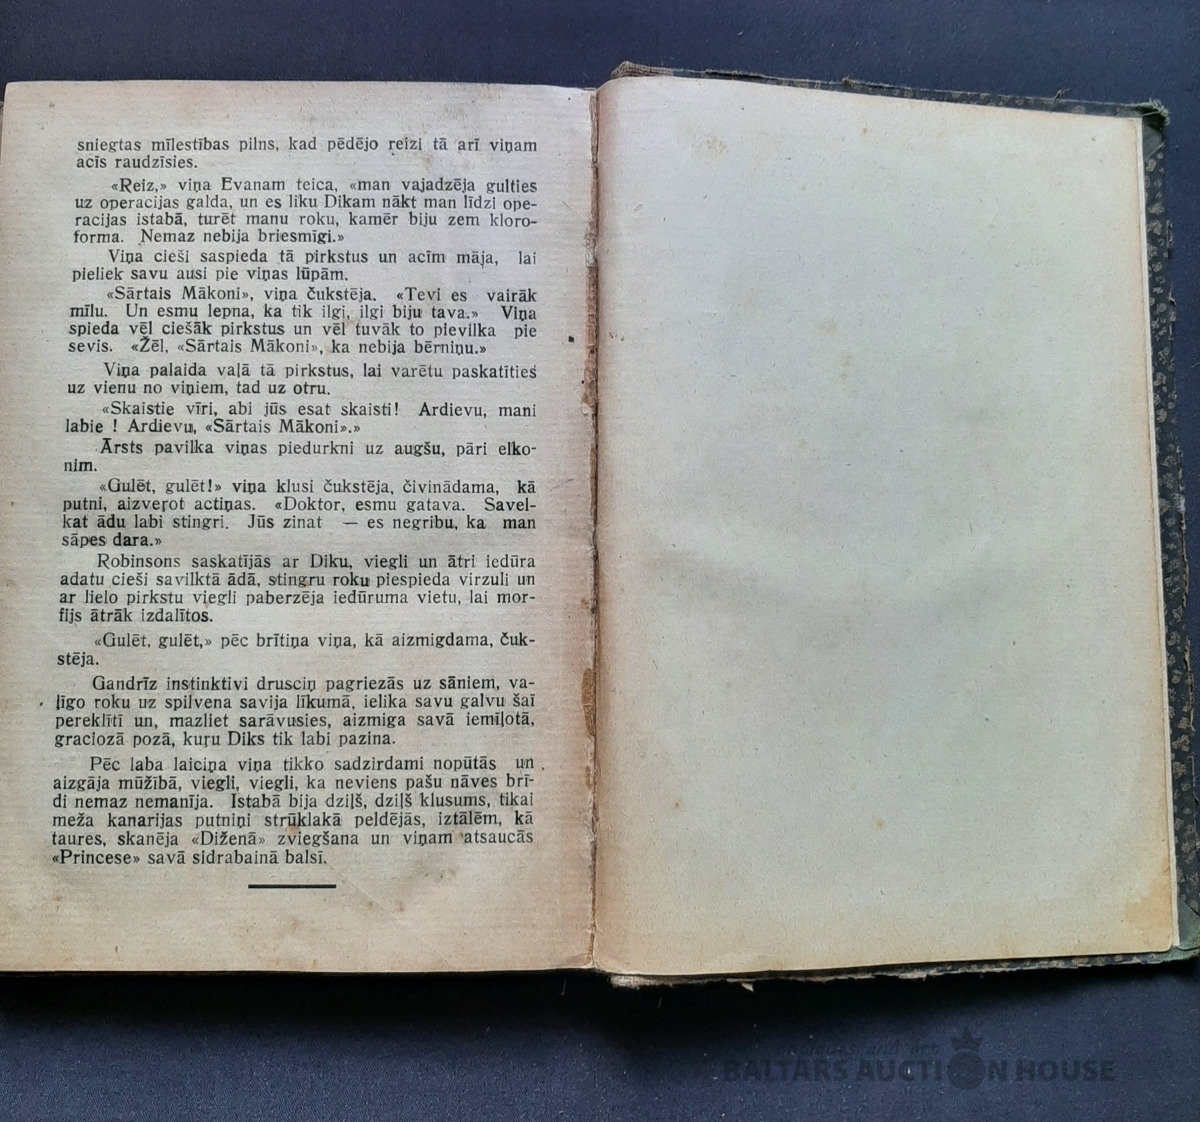 sniegtas mīlestības pilns, kad pēdējo reizi tā arī viņam
acīs raudzīsies.
«Reiz,» viņa Evanam teica, «man vajadzēja gulties
uz operacijas galda, un es liku Dikam nākt man līdzi ope-
racijas istabā, turēt manu roku, kamēr biju zem kloro-
forma. Nemaz nebija briesmīgi.»
Viņa cieši saspieda tā pirkstus un acīm māja, lai
pieliek savu ausi pie viņas lūpām.
«Sārtais Mākoni», viņa čukstēja. «Tevi es vairāk
mīlu. Un esmu lepna, ka tik ilgi, ilgi biju tava.» Viņa
spieda vēl ciešāk pirkstus un vēl tuvāk to pievilka pie
sevis. «Žēl, «Sārtais Mākoni», ka nebija bērniņu.»
Viņa palaida vaļā tā pirkstus, lai varētu paskatīties
uz vienu no viņiem, tad uz otru.
«Skaistie vīri, abi jūs esat skaisti! Ardievu, mani
labie ! Ardievu, «Sārtais Mākoni».»
Ārsts pavilka viņas piedurkni uz augšu, pāri elko-
nim.
«Gulēt, gulēt!» viņa klusi čukstēja, čivinādama, kā
putni, aizveŗot actiņas. «Doktor, esmu gatava. Savel-
kat ādu labi stingri. Jūs zinat — es negribu, ka man
sāpes dara.»
Robinsons saskatījās ar Diku, viegli un ātri iedūra
adatu cieši savilktā ādā, stingru roku piespieda virzuli un
ar lielo pirkstu viegli paberzēja iedūruma vietu, lai mor-
fijs ātrāk izdalītos.
«Gulēt, gulēt,» pēc brītiņa viņa, kā aizmigdama, čuk-
stēja.
Gandrīz instinktivi drusciņ pagriezās uz sāniem, va-
ļīgo roku uz spilvena savija līkumā, ielika savu galvu šaī
pereklītī un, mazliet sarāvusies, aizmiga savā iemīļotā,
graciozā pozā, kuŗu Diks tik labi pazina.
Pēc laba laiciņa viņa tikko sadzirdami nopūtās un
aizgāja mūžībā, viegli, viegli, ka neviens pašu nāves brī-
di nemaz nemanīja. Istabā bija dziļš, dziļš klusums, tikai
meža kanarijas putniņi strūklakā peldējās, iztālēm, kā
taures, skanēja «Diženā» zviegšana un viņam atsaucās
«Princese» savā sidrabainā balsī.
BALTARS AUCTION HOUSE